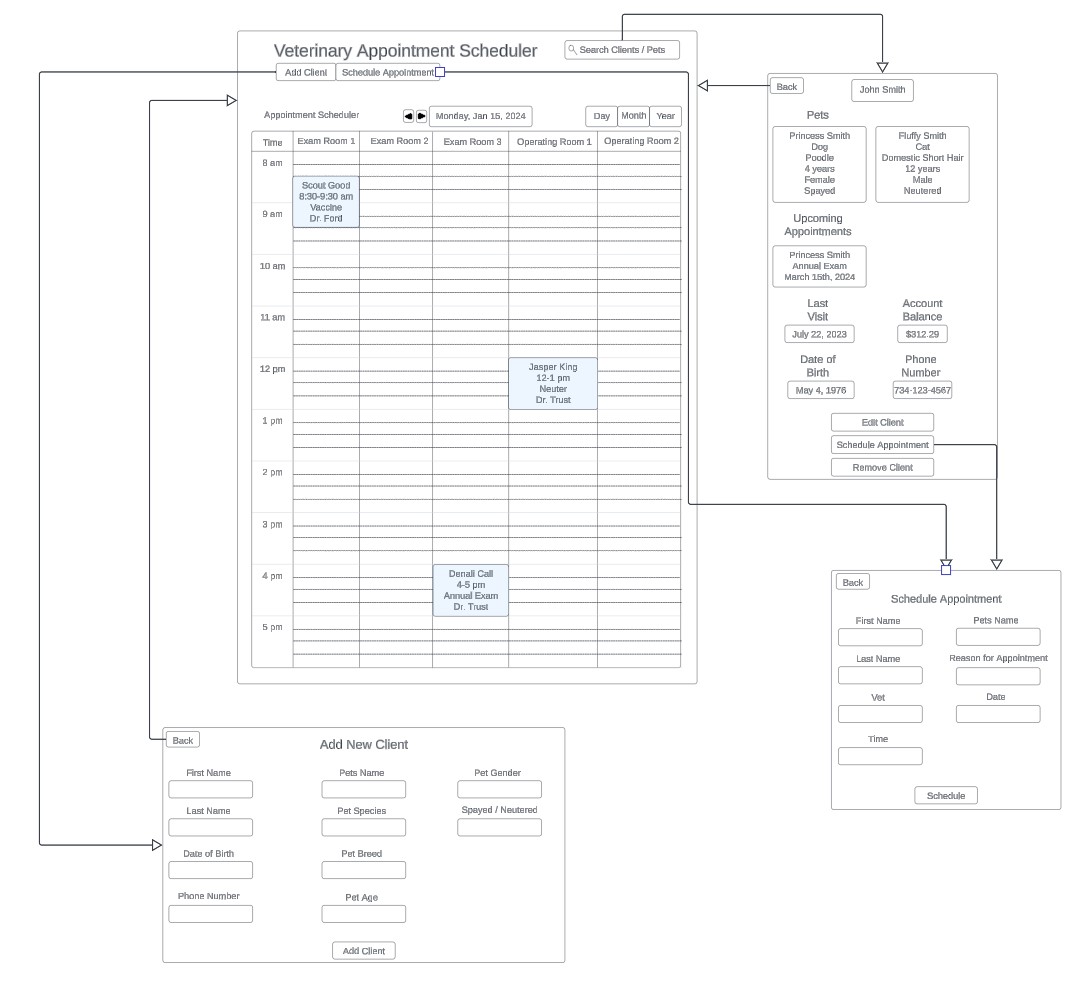 Veterinary Appointment Scheduler
Search Clients / Pets
Add Client
Schedule Appointment
Appointment Scheduler
Monday, Jan 15, 2024
Day
Month
Year
Time
Exam Room 1
Exam Room 2
Exam Room 3
Operating Room 1
Operating Room 2
8 am
Scout Good
8:30-9:30 am
Vaccine
Dr. Ford
9 am
10 am
11 am
12 pm
Jasper King
12-1 pm
Neuter
Dr. Trust
1 pm
2 pm
3 pm
4 pm
Denali Call
4-5 pm
Annual Exam
Dr. Trust
5 pm
Back
John Smith
Pets
Princess Smith
Dog
Poodle
4 years
Female
Spayed
Fluffy Smith
Cat
Domestic Short Hair
12 years
Male
Neutered
Upcoming
Appointments
Princess Smith
Annual Exam
March 15th, 2024
Last
Visit
July 22, 2023
Account
Balance
$312.29
Date of
Birth
May 4, 1976
Phone
Number
734-123-4567
Edit Client
Schedule Appointment
Remove Client
Back
Schedule Appointment
First Name
Pets Name
Last Name
Reason for Appointment
Vet
Date
Time
Schedule
Back
Add New Client
First Name
Pets Name
Pet Gender
Last Name
Pet Species
Spayed / Neutered
Date of Birth
Pet Breed
Phone Number
Pet Age
Add Client